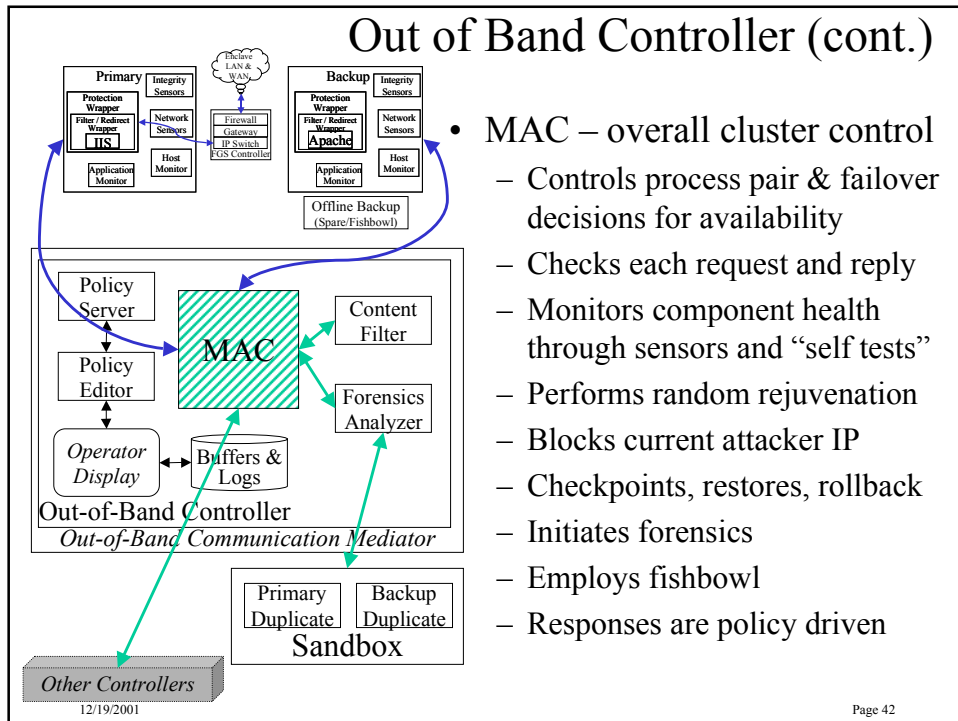 Out of Band Controller (cont.)
Enclave
LAN &
WAN
Primary
Integrity
Sensors
Protection
Wrapper
Filter / Redirect
Wrapper
IIS
Network
Sensors
Application
Monitor
Host
Monitor
Firewall
Gateway
IP Switch
FGS Controller
Backup
Integrity
Sensors
Protection
Wrapper
Filter / Redirect
Wrapper
Apache
Network
Sensors
Application
Monitor
Host
Monitor
Offline Backup
(Spare/Fishbowl)
Policy
Server
Policy
Editor
Operator
Display
MAC
Content
Filter
Forensics
Analyzer
Buffers &
Logs
Out-of-Band Controller
Out-of-Band Communication Mediator
Primary
Duplicate
Backup
Duplicate
Sandbox
Other Controllers
• MAC – overall cluster control
– Controls process pair & failover
decisions for availability
– Checks each request and reply
– Monitors component health
through sensors and “self tests”
– Performs random rejuvenation
– Blocks current attacker IP
– Checkpoints, restores, rollback
– Initiates forensics
– Employs fishbowl
– Responses are policy driven
12/19/2001
Page 42